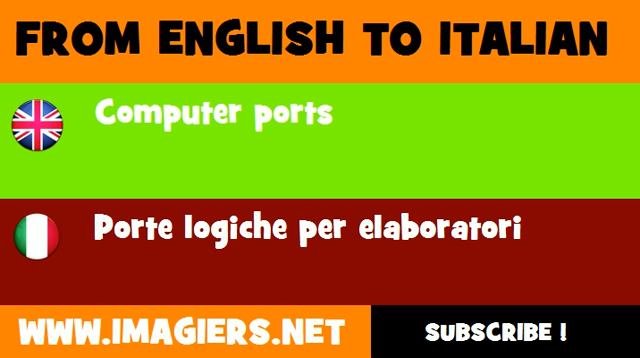 FROM ENGLISH TO ITALIAN
Computer ports
Porte logiche per elaboratori
WWW.IMAGIERS.NET
SUBSCRIBE !